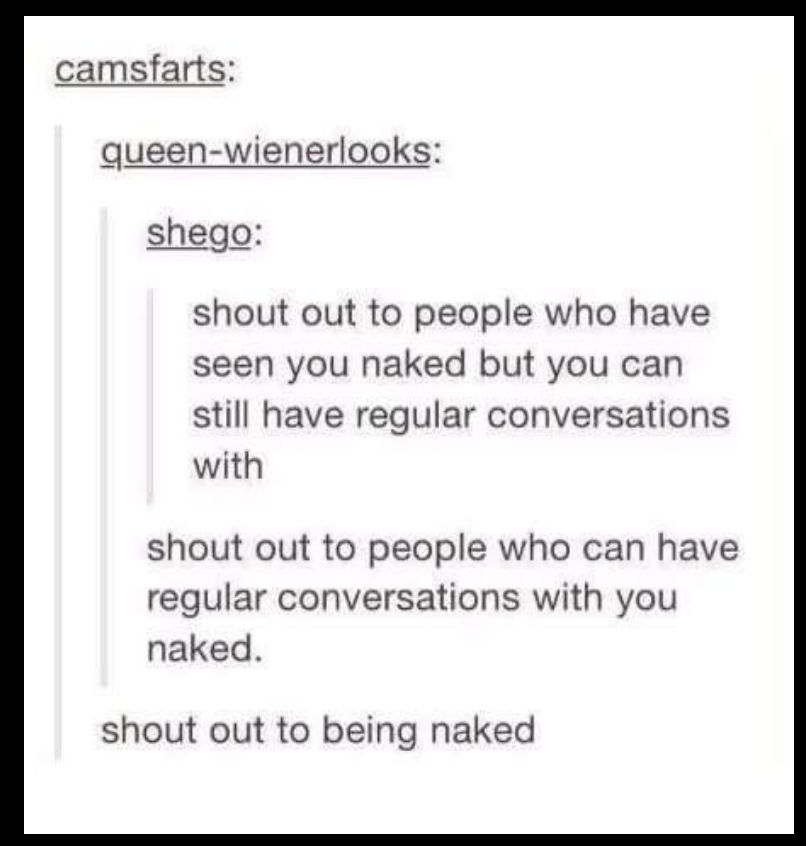 camsfarts:
queen-wienerlooks:
shego:
shout out to people who have
seen you naked but you can
still have regular conversations
with
shout out to people who can have
regular conversations with you
naked.
shout out to being naked